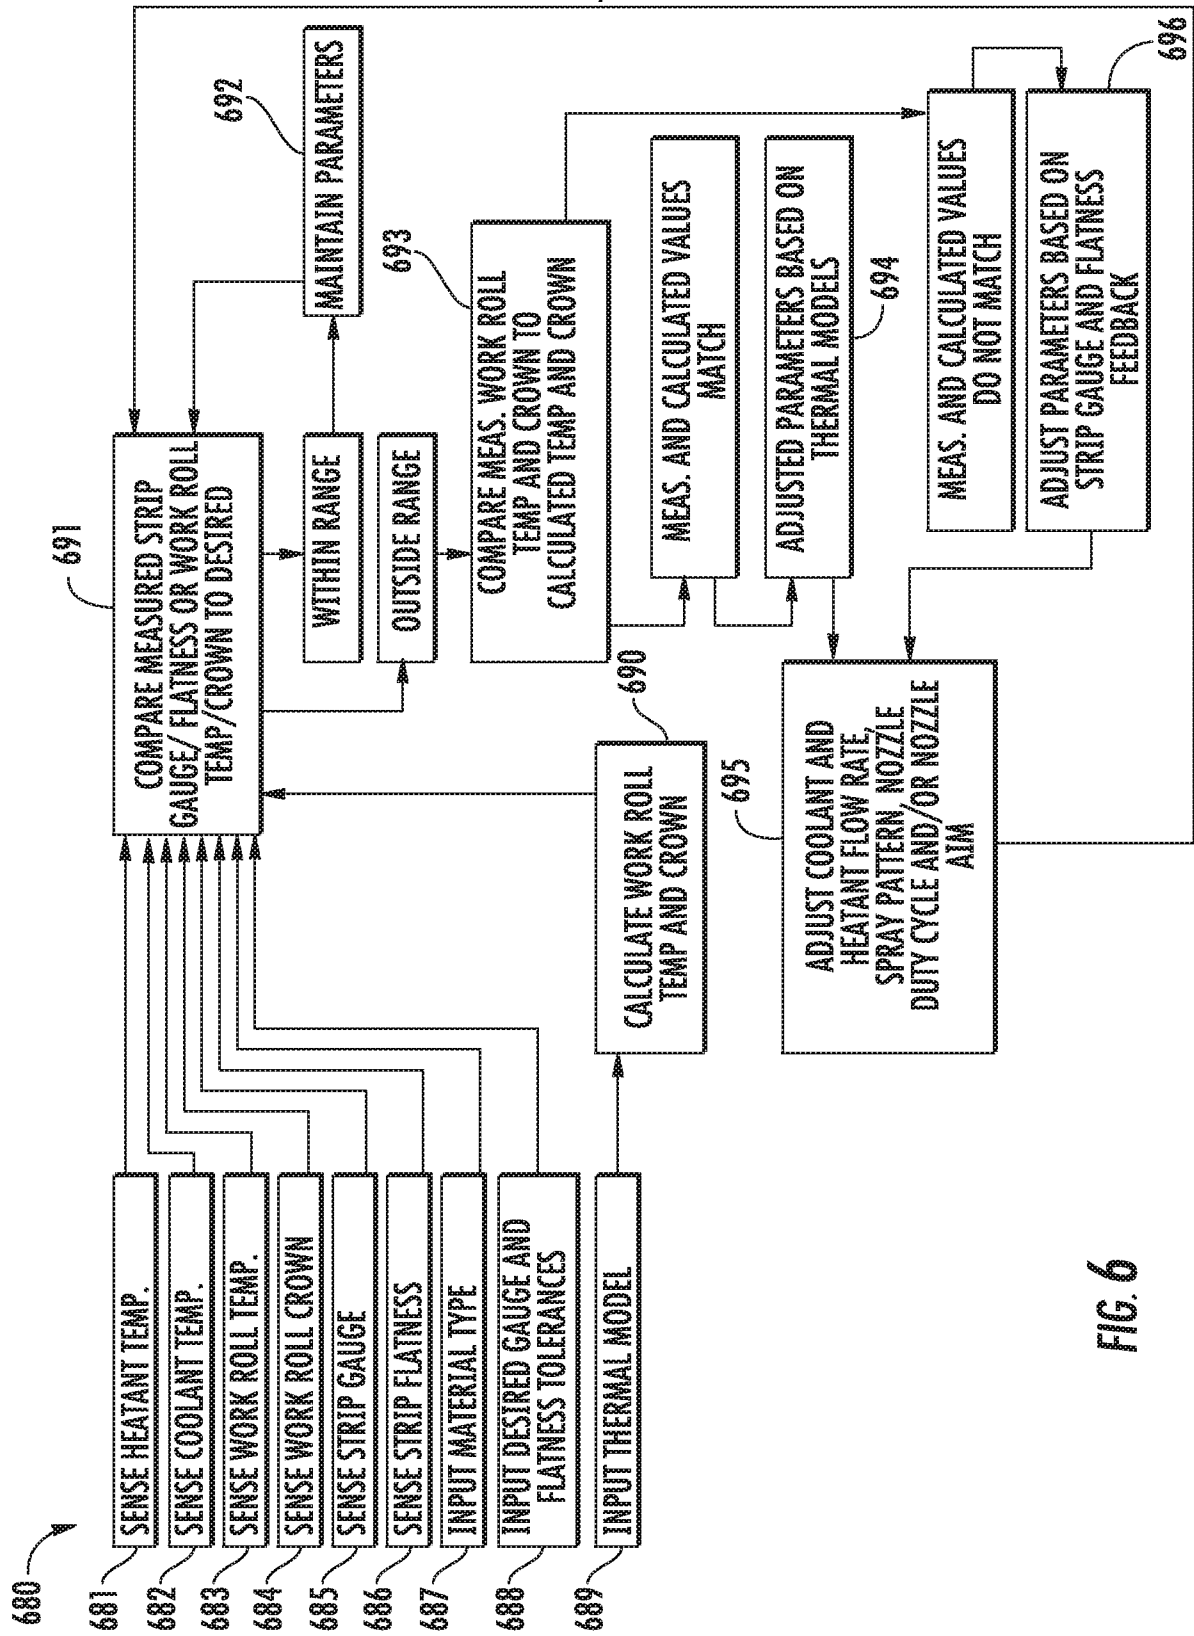 680
681
SENSE HEATANT TEMP.
682
SENSE COOLANT TEMP.
683
SENSE WORK ROLL TEMP.
684
SENSE WORK ROLL CROWN
685
SENSE STRIP GAUGE
686
SENSE STRIP FLATNESS
687
INPUT MATERIAL TYPE
688
INPUT DESIRED GAUGE AND
FLATNESS TOLERANCES
689
INPUT THERMAL MODEL
690
CALCULATE WORK ROLL
TEMP AND CROWN
691
COMPARE MEASURED STRIP
GAUGE/ FLATNESS OR WORK ROLL
TEMP/CROWN TO DESIRED
WITHIN RANGE
OUTSIDE RANGE
692
MAINTAIN PARAMETERS
693
COMPARE MEAS. WORK ROLL
TEMP AND CROWN TO
CALCULATED TEMP AND CROWN
MEAS. AND CALCULATED VALUES
MATCH
ADJUSTED PARAMETERS BASED ON
THERMAL MODELS
694
695
ADJUST COOLANT AND
HEATANT FLOW RATE,
SPRAY PATTERN/ NOZZLE
DUTY CYCLE AND/OR NOZZLE
AIM
MEAS. AND CALCULATED VALUES
DO NOT MATCH
ADJUST PARAMETERS BASED ON
STRIP GAUGE AND FLATNESS
FEEDBACK
696
FIG. 6